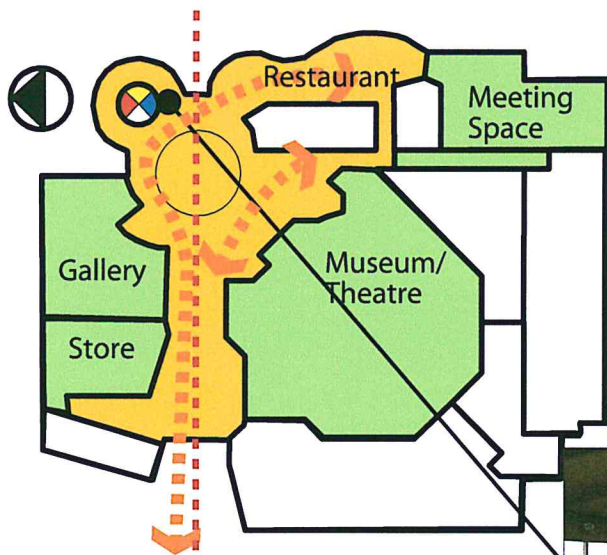 Restaurant
Meeting
Space
Gallery
Museum/
Theatre
Store